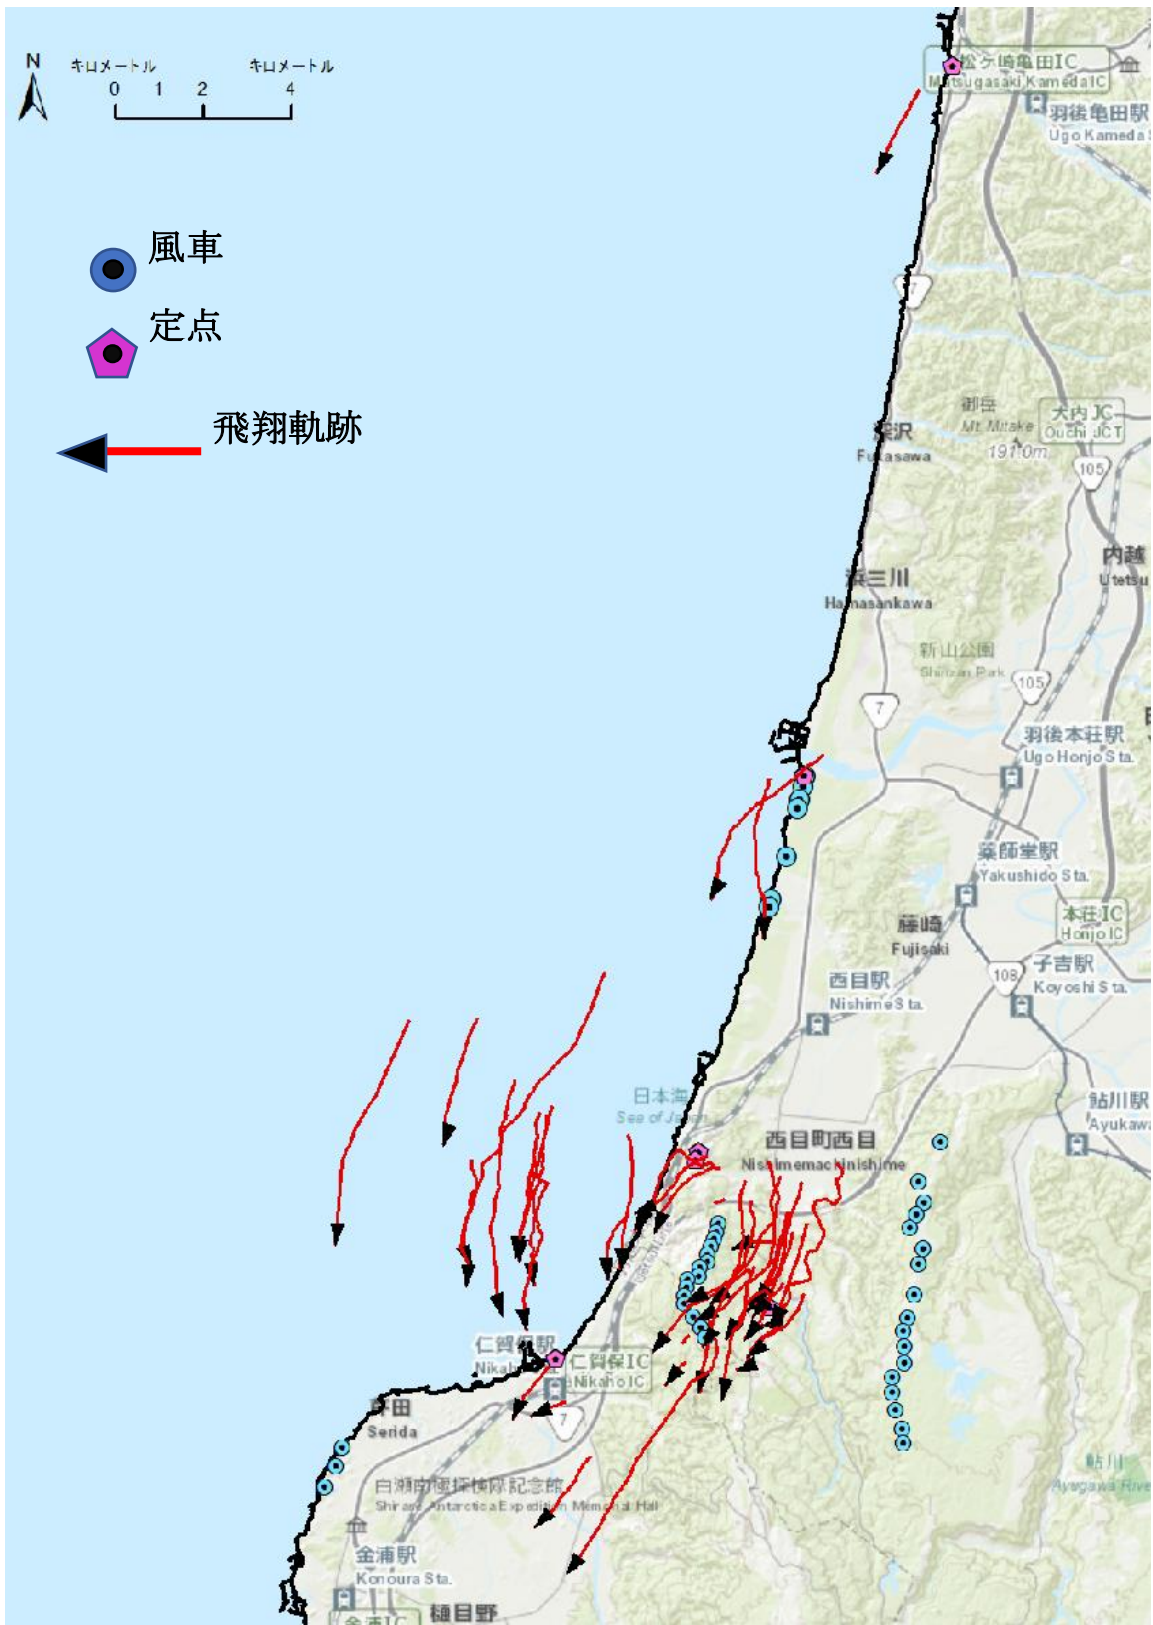 N
キロメートル
キロメートル
0 1 2 4
風車
定点
飛翔軌跡
松ヶ崎亀田IC
Matsugasaki Kameda IC
羽後亀田駅
Ugo Kameda S
7
御岳
Mt. Mitake
191.0m
大内JC
Ouchi JCT
105
深沢
Fukasawa
内越
Utetsu
浜三川
Hamasankawa
新山公園
Shinzan Park
105
7
羽後本荘駅
Ugo Honjo Sta.
薬師堂駅
Yakushido Sta.
本荘IC
Honjo IC
藤崎
Fujisaki
子吉駅
Koyoshi Sta.
108
西目駅
Nishime Sta.
日本海
Sea of Japan
鮎川駅
Ayukawa
西目町西目
Nishimemachinishime
仁賀保駅
Nikaho
仁賀保IC
Nikaho IC
7
芹田
Serida
白瀬南極探検隊記念館
Shirase Antarctica Expedition Memorial Hall
鮎川
Ayugawa River
金浦駅
Konoura Sta.
金浦IC
樋目野